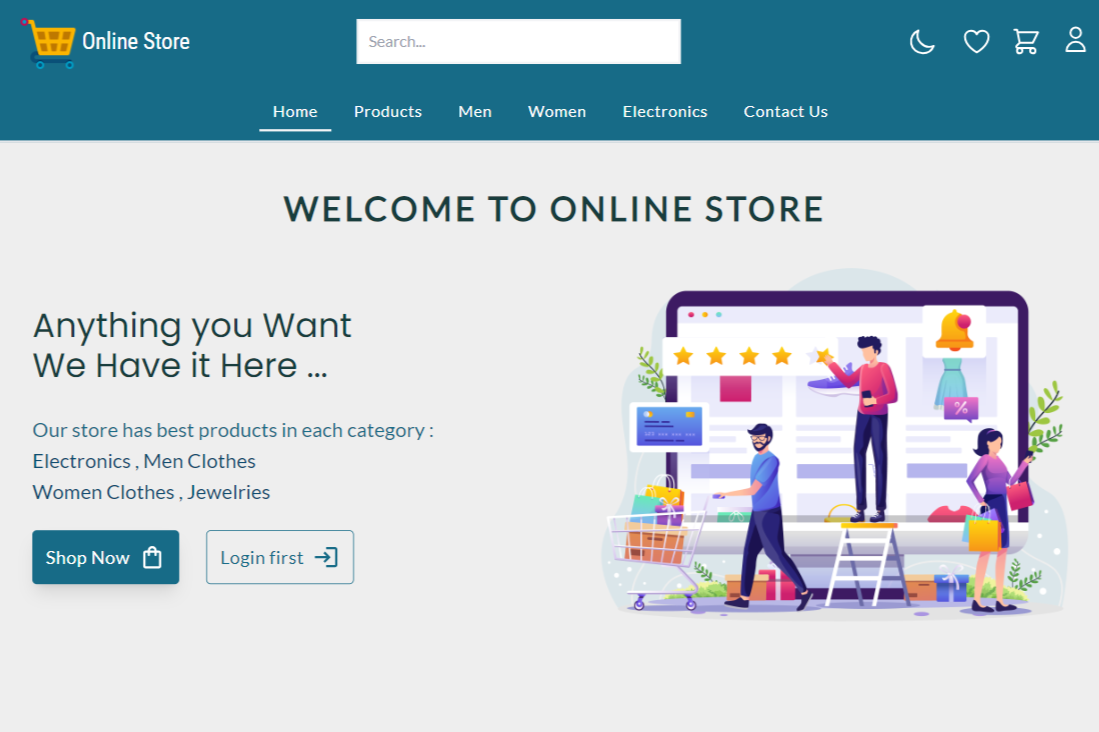 Online Store
Search...
Home Products Men Women Electronics Contact Us
WELCOME TO ONLINE STORE
Anything you Want
We Have it Here ...
Our store has best products in each category :
Electronics , Men Clothes
Women Clothes , Jewelries
Shop Now
Login first
%